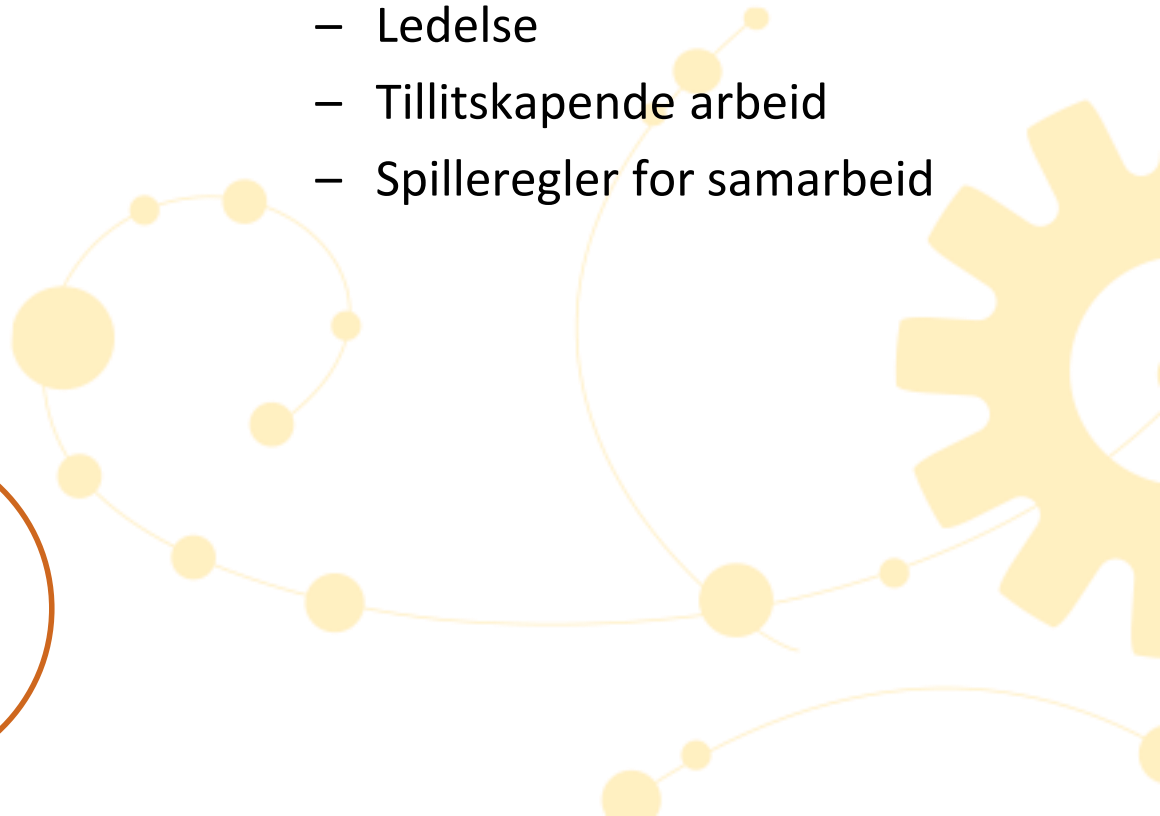 – Ledelse
– Tillitskapende arbeid
– Spilleregler for samarbeid